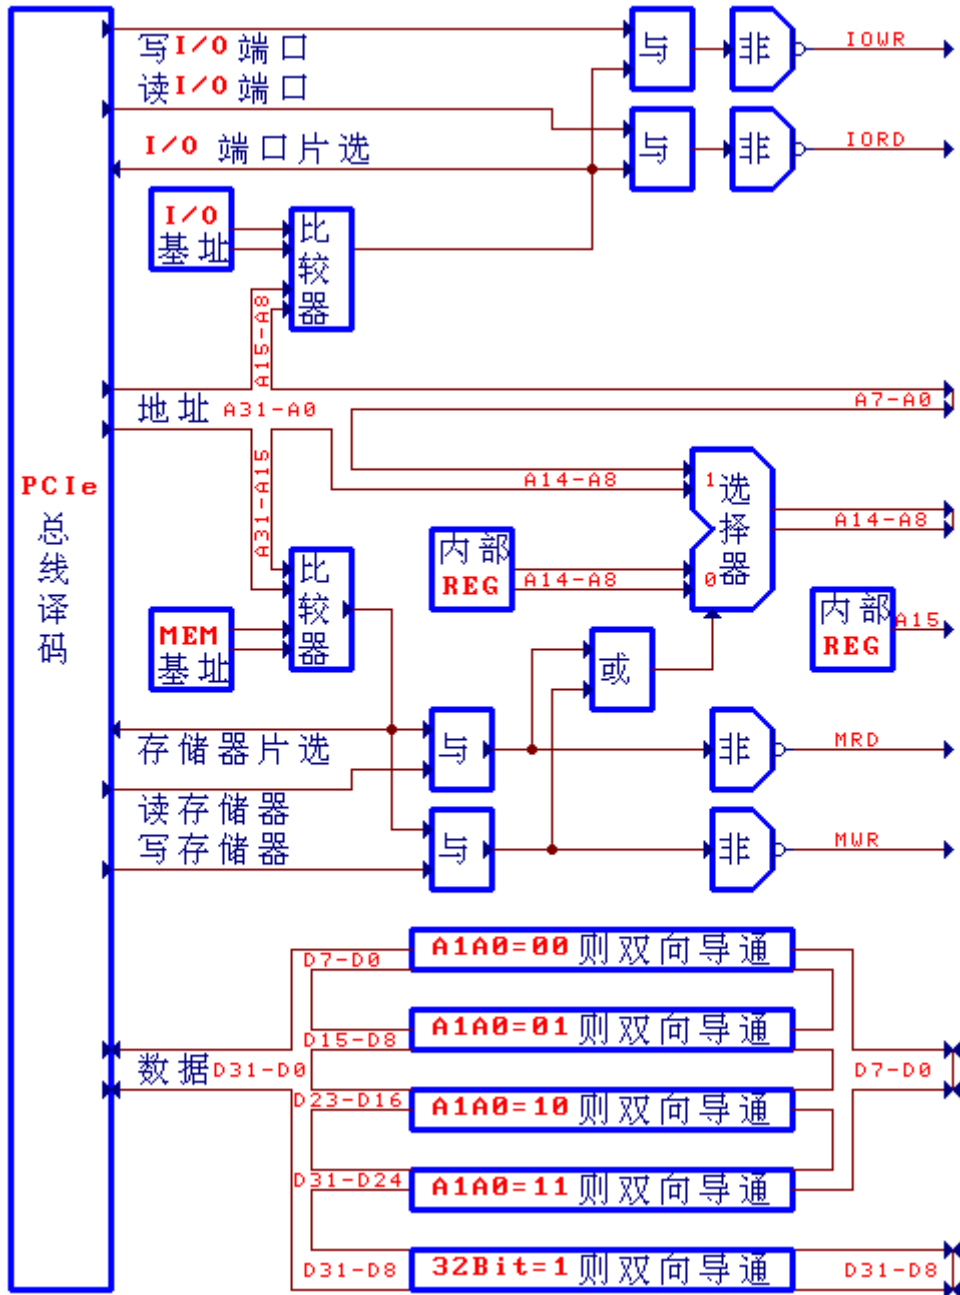 写I/O 端口
与
非
IOWR
读I/O 端口
I/O 端口片选
与
非
IORD
I/O
基址
比
较
器
A15-A8
地址 A31-A0
A7-A0
PCIe
总
线
译
码
A31-A15
A14-A8
1
选
择
器
0
A14-A8
内部
REG
A14-A8
内部
REG
A15
MEM
基址
比
较
器
或
存储器片选
与
非
MRD
读存储器
写存储器
与
非
MWR
D7-D0
A1A0=00则双向导通
D15-D8
A1A0=01则双向导通
数据D31-D0
D7-D0
D23-D16
A1A0=10则双向导通
D31-D24
A1A0=11则双向导通
D31-D8
32Bit=1则双向导通
D31-D8